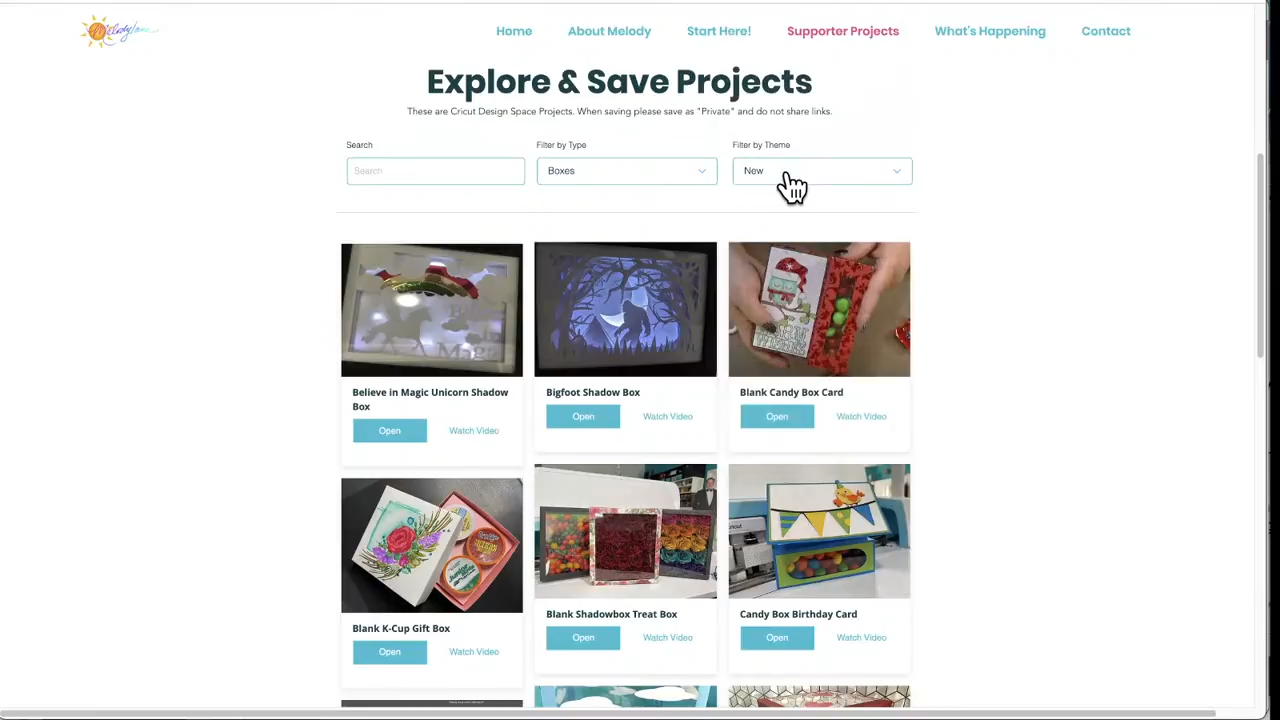 Melody Lane
Home
About Melody
Start Here!
Supporter Projects
What's Happening
Contact
Explore & Save Projects
These are Cricut Design Space Projects. When saving please save as "Private" and do not share links.
Search
Filter by Type
Filter by Theme
Search
Boxes
New
Believe in Magic Unicorn Shadow
Box
Open
Watch Video
Bigfoot Shadow Box
Open
Watch Video
Blank Candy Box Card
Open
Watch Video
Blank K-Cup Gift Box
Open
Watch Video
Blank Shadowbox Treat Box
Open
Watch Video
Candy Box Birthday Card
Open
Watch Video